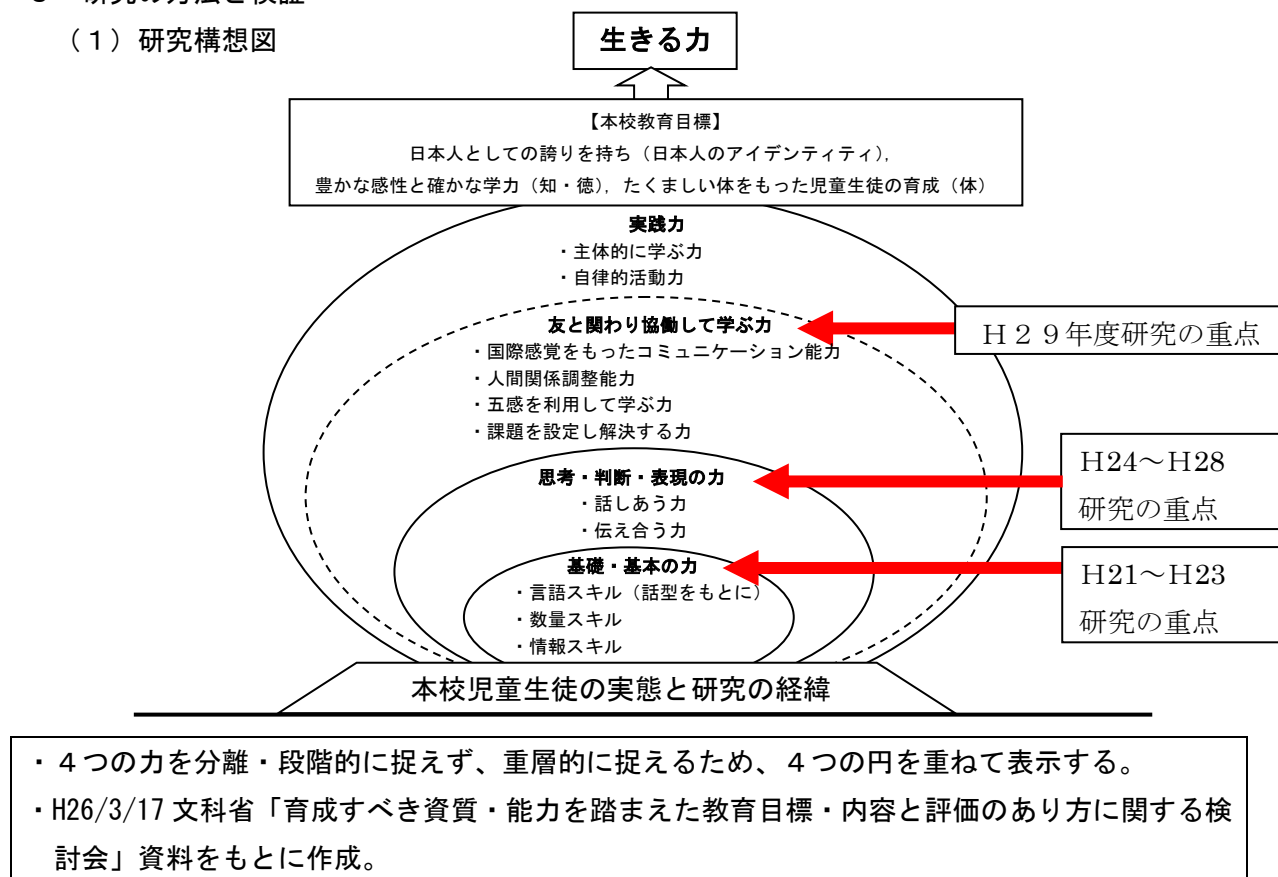 (1)研究構想図
生きる力
【本校教育目標】
日本人としての誇りを持ち(日本人のアイデンティティ),
豊かな感性と確かな学力(知・徳),たくましい体をもった児童生徒の育成(体)
実践力
・主体的に学ぶ力
・自律的活動力
友と関わり協働して学ぶ力
・国際感覚をもったコミュニケーション能力
・人間関係調整能力
・五感を利用して学ぶ力
・課題を設定し解決する力
H29年度研究の重点
思考・判断・表現の力
・話しあう力
・伝え合う力
H24~H28
研究の重点
基礎・基本の力
・言語スキル(話型をもとに)
・数量スキル
・情報スキル
H21~H23
研究の重点
本校児童生徒の実態と研究の経緯
・4つの力を分離・段階的に捉えず、重層的に捉えるため、4つの円を重ねて表示する。
・H26/3/17 文科省「育成すべき資質・能力を踏まえた教育目標・内容と評価のあり方に関する検
討会」資料をもとに作成。